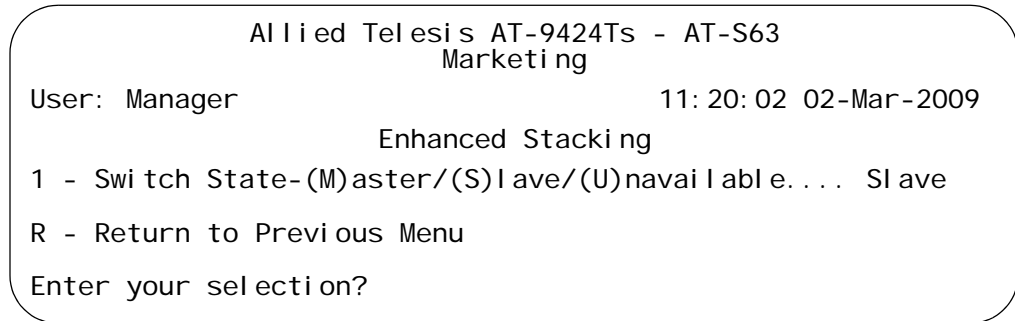 Allied Telesis AT-9424Ts - AT-S63
Marketing
User: Manager 11:20:02 02-Mar-2009
Enhanced Stacking
1 - Switch State-(M)aster/(S)lave/(U)navailable.... Slave
R - Return to Previous Menu
Enter your selection?